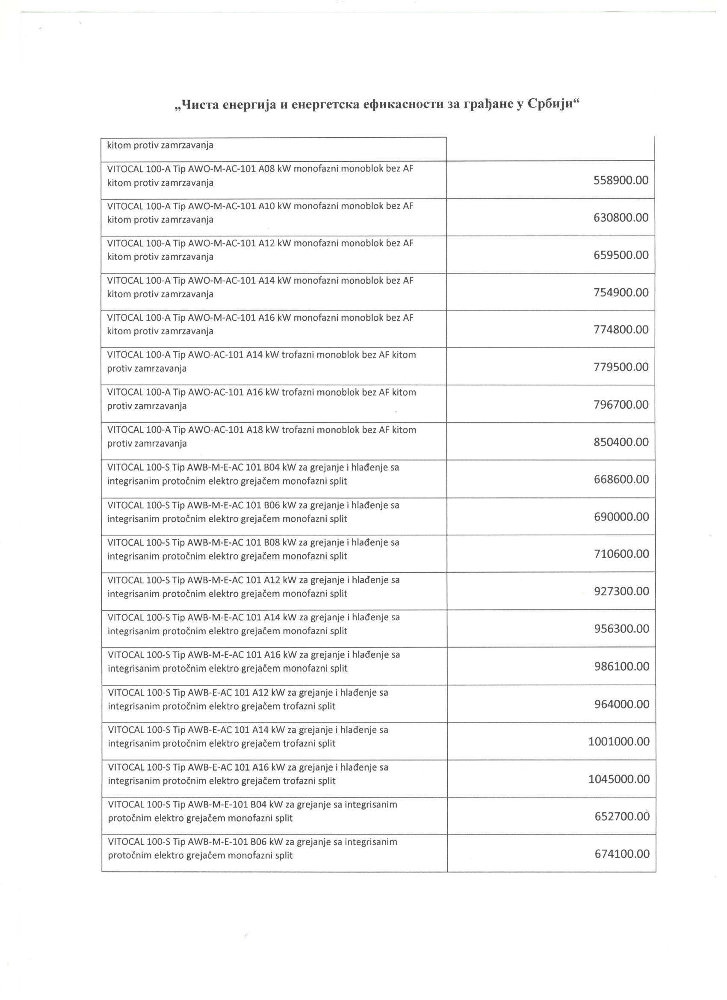 „Чиста енергија и енергетска ефикасности за грађане у Србији“
kitom protiv zamrzavanja
VITOCAL 100-A Tip AWO-M-AC-101 A08 kW monofazni monoblok bez AF
kitom protiv zamrzavanja
558900.00
VITOCAL 100-A Tip AWO-M-AC-101 A10 kW monofazni monoblok bez AF
kitom protiv zamrzavanja
630800.00
VITOCAL 100-A Tip AWO-M-AC-101 A12 kW monofazni monoblok bez AF
kitom protiv zamrzavanja
659500.00
VITOCAL 100-A Tip AWO-M-AC-101 A14 kW monofazni monoblok bez AF
kitom protiv zamrzavanja
754900.00
VITOCAL 100-A Tip AWO-M-AC-101 A16 kW monofazni monoblok bez AF
kitom protiv zamrzavanja
774800.00
VITOCAL 100-A Tip AWO-AC-101 A14 kW trofazni monoblok bez AF kitom
protiv zamrzavanja
779500.00
VITOCAL 100-A Tip AWO-AC-101 A16 kW trofazni monoblok bez AF kitom
protiv zamrzavanja
796700.00
VITOCAL 100-A Tip AWO-AC-101 A18 kW trofazni monoblok bez AF kitom
protiv zamrzavanja
850400.00
VITOCAL 100-S Tip AWB-M-E-AC 101 B04 kW za grejanje i hlađenje sa
integrisanim protočnim elektro grejačem monofazni split
668600.00
VITOCAL 100-S Tip AWB-M-E-AC 101 B06 kW za grejanje i hlađenje sa
integrisanim protočnim elektro grejačem monofazni split
690000.00
VITOCAL 100-S Tip AWB-M-E-AC 101 B08 kW za grejanje i hlađenje sa
integrisanim protočnim elektro grejačem monofazni split
710600.00
VITOCAL 100-S Tip AWB-M-E-AC 101 A12 kW za grejanje i hlađenje sa
integrisanim protočnim elektro grejačem monofazni split
927300.00
VITOCAL 100-S Tip AWB-M-E-AC 101 A14 kW za grejanje i hlađenje sa
integrisanim protočnim elektro grejačem monofazni split
956300.00
VITOCAL 100-S Tip AWB-M-E-AC 101 A16 kW za grejanje i hlađenje sa
integrisanim protočnim elektro grejačem monofazni split
986100.00
VITOCAL 100-S Tip AWB-E-AC 101 A12 kW za grejanje i hlađenje sa
integrisanim protočnim elektro grejačem trofazni split
964000.00
VITOCAL 100-S Tip AWB-E-AC 101 A14 kW za grejanje i hlađenje sa
integrisanim protočnim elektro grejačem trofazni split
1001000.00
VITOCAL 100-S Tip AWB-E-AC 101 A16 kW za grejanje i hlađenje sa
integrisanim protočnim elektro grejačem trofazni split
1045000.00
VITOCAL 100-S Tip AWB-M-E-101 B04 kW za grejanje sa integrisanim
protočnim elektro grejačem monofazni split
652700.00
VITOCAL 100-S Tip AWB-M-E-101 B06 kW za grejanje sa integrisanim
protočnim elektro grejačem monofazni split
674100.00